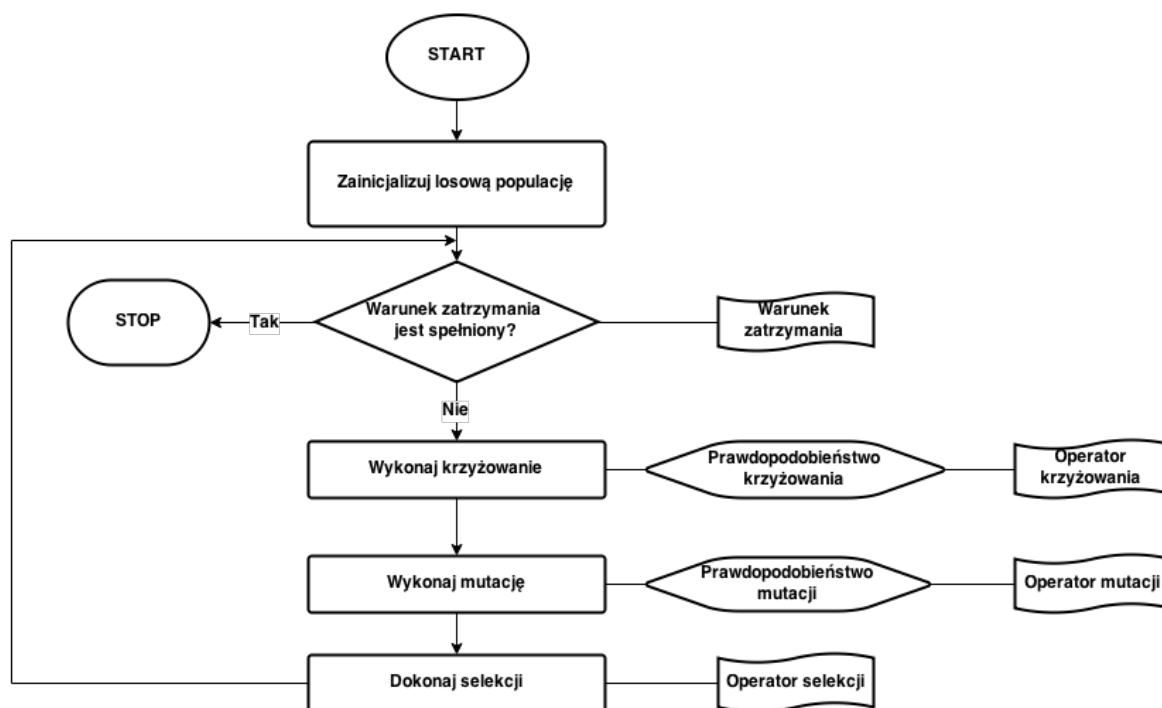 START
Zainicjalizuj losową populację
Warunek zatrzymania
jest spełniony?
STOP
Tak
Warunek
zatrzymania
Nie
Wykonaj krzyżowanie
Prawdopodobieństwo
krzyżowania
Operator
krzyżowania
Wykonaj mutację
Prawdopodobieństwo
mutacji
Operator mutacji
Dokonaj selekcji
Operator selekcji